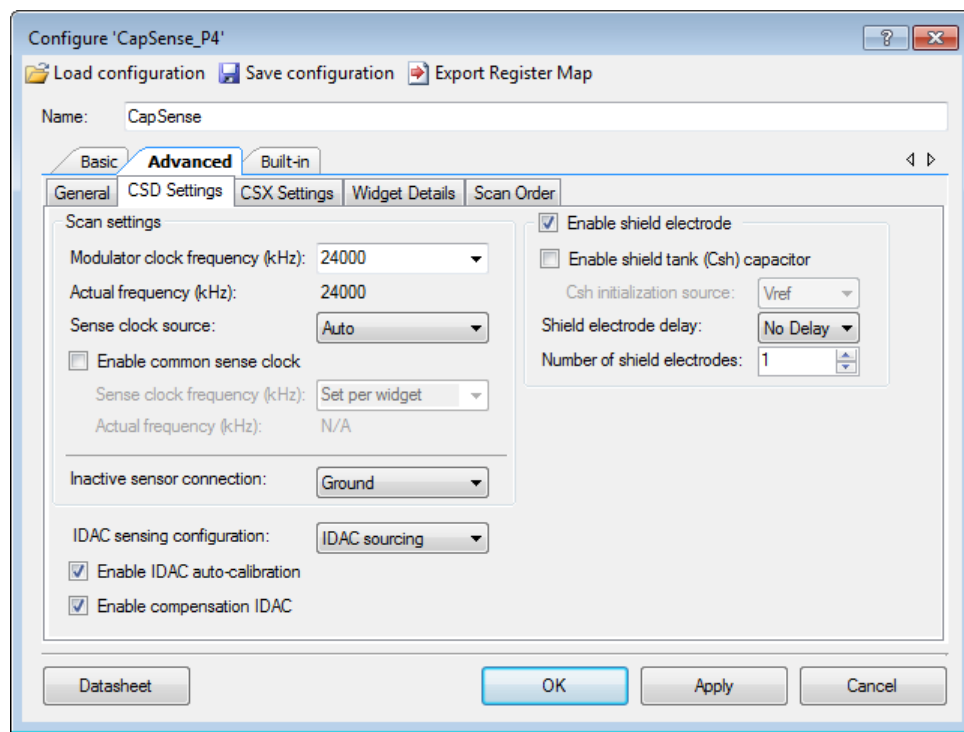 Configure 'CapSense_P4'
Load configuration Save configuration Export Register Map
Name: CapSense
Basic Advanced Built-in
General CSD Settings CSX Settings Widget Details Scan Order
Scan settings
Modulator clock frequency (kHz): 24000
Actual frequency (kHz): 24000
Sense clock source: Auto
Enable common sense clock
Sense clock frequency (kHz): Set per widget
Actual frequency (kHz): N/A
Inactive sensor connection: Ground
IDAC sensing configuration: IDAC sourcing
Enable IDAC auto-calibration
Enable compensation IDAC
Enable shield electrode
Enable shield tank (Csh) capacitor
Csh initialization source: Vref
Shield electrode delay: No Delay
Number of shield electrodes: 1
Datasheet OK Apply Cancel